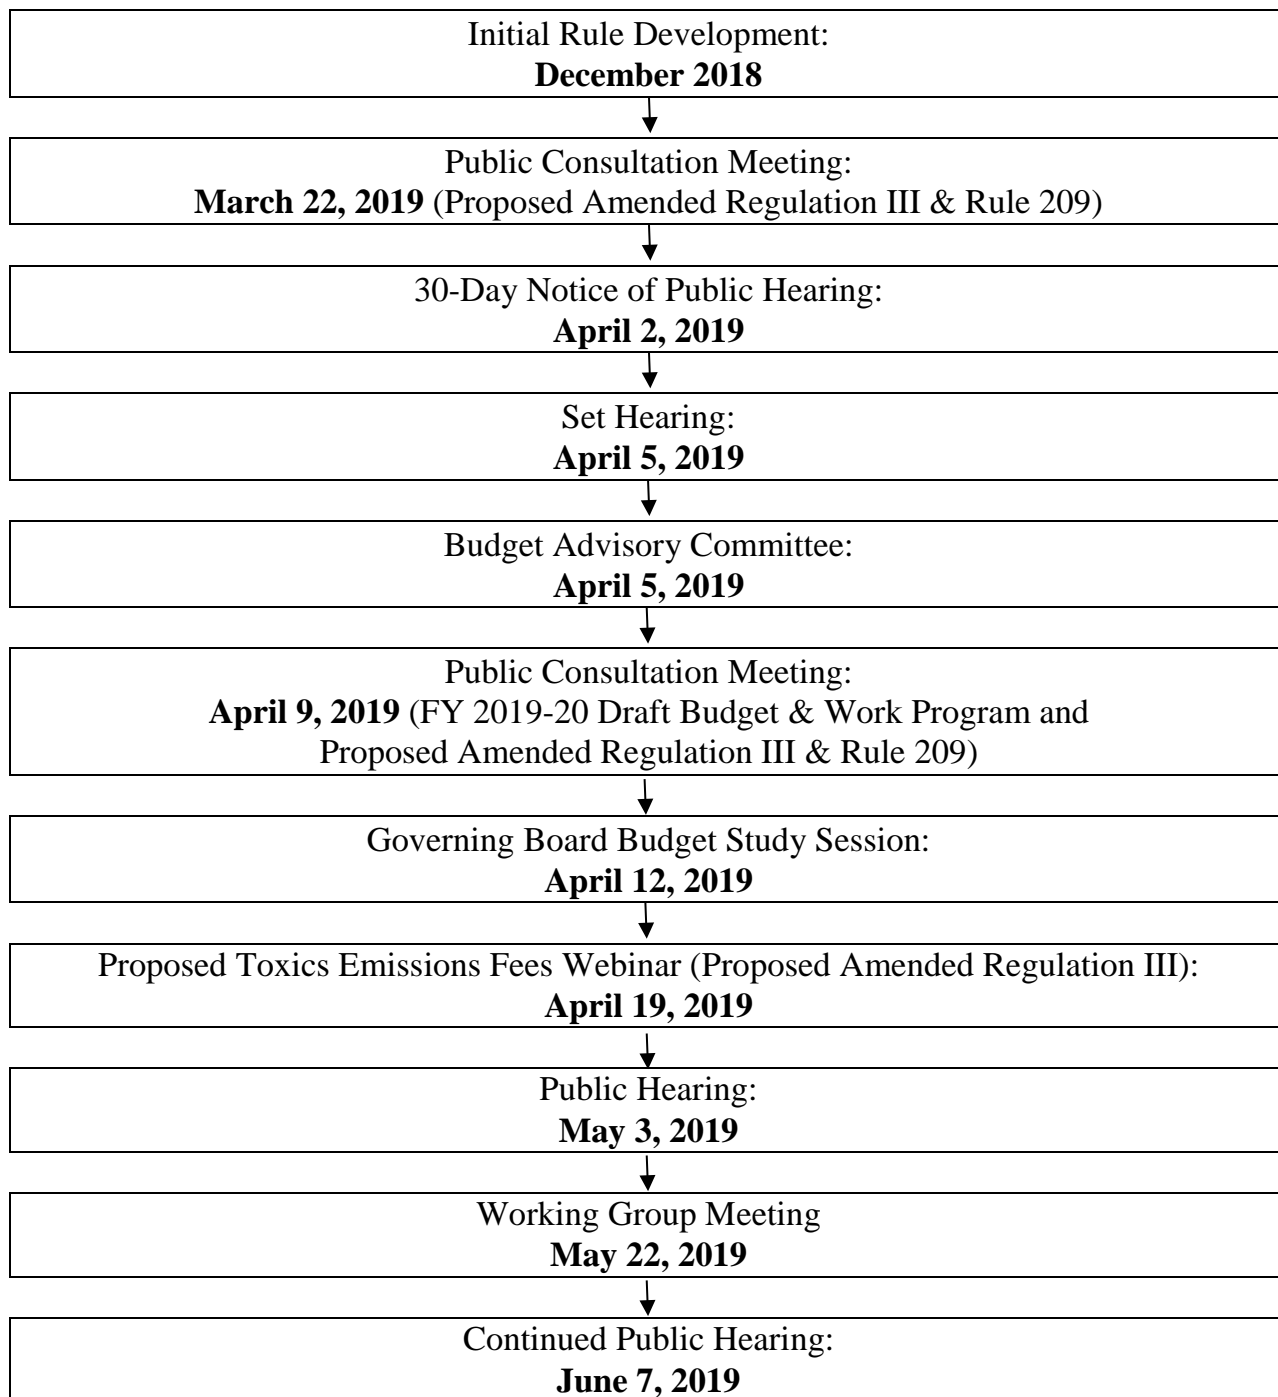 Initial Rule Development:
December 2018
Public Consultation Meeting:
March 22, 2019 (Proposed Amended Regulation III & Rule 209)
30-Day Notice of Public Hearing:
April 2, 2019
Set Hearing:
April 5, 2019
Budget Advisory Committee:
April 5, 2019
Public Consultation Meeting:
April 9, 2019 (FY 2019-20 Draft Budget & Work Program and
Proposed Amended Regulation III & Rule 209)
Governing Board Budget Study Session:
April 12, 2019
Proposed Toxics Emissions Fees Webinar (Proposed Amended Regulation III):
April 19, 2019
Public Hearing:
May 3, 2019
Working Group Meeting
May 22, 2019
Continued Public Hearing:
June 7, 2019